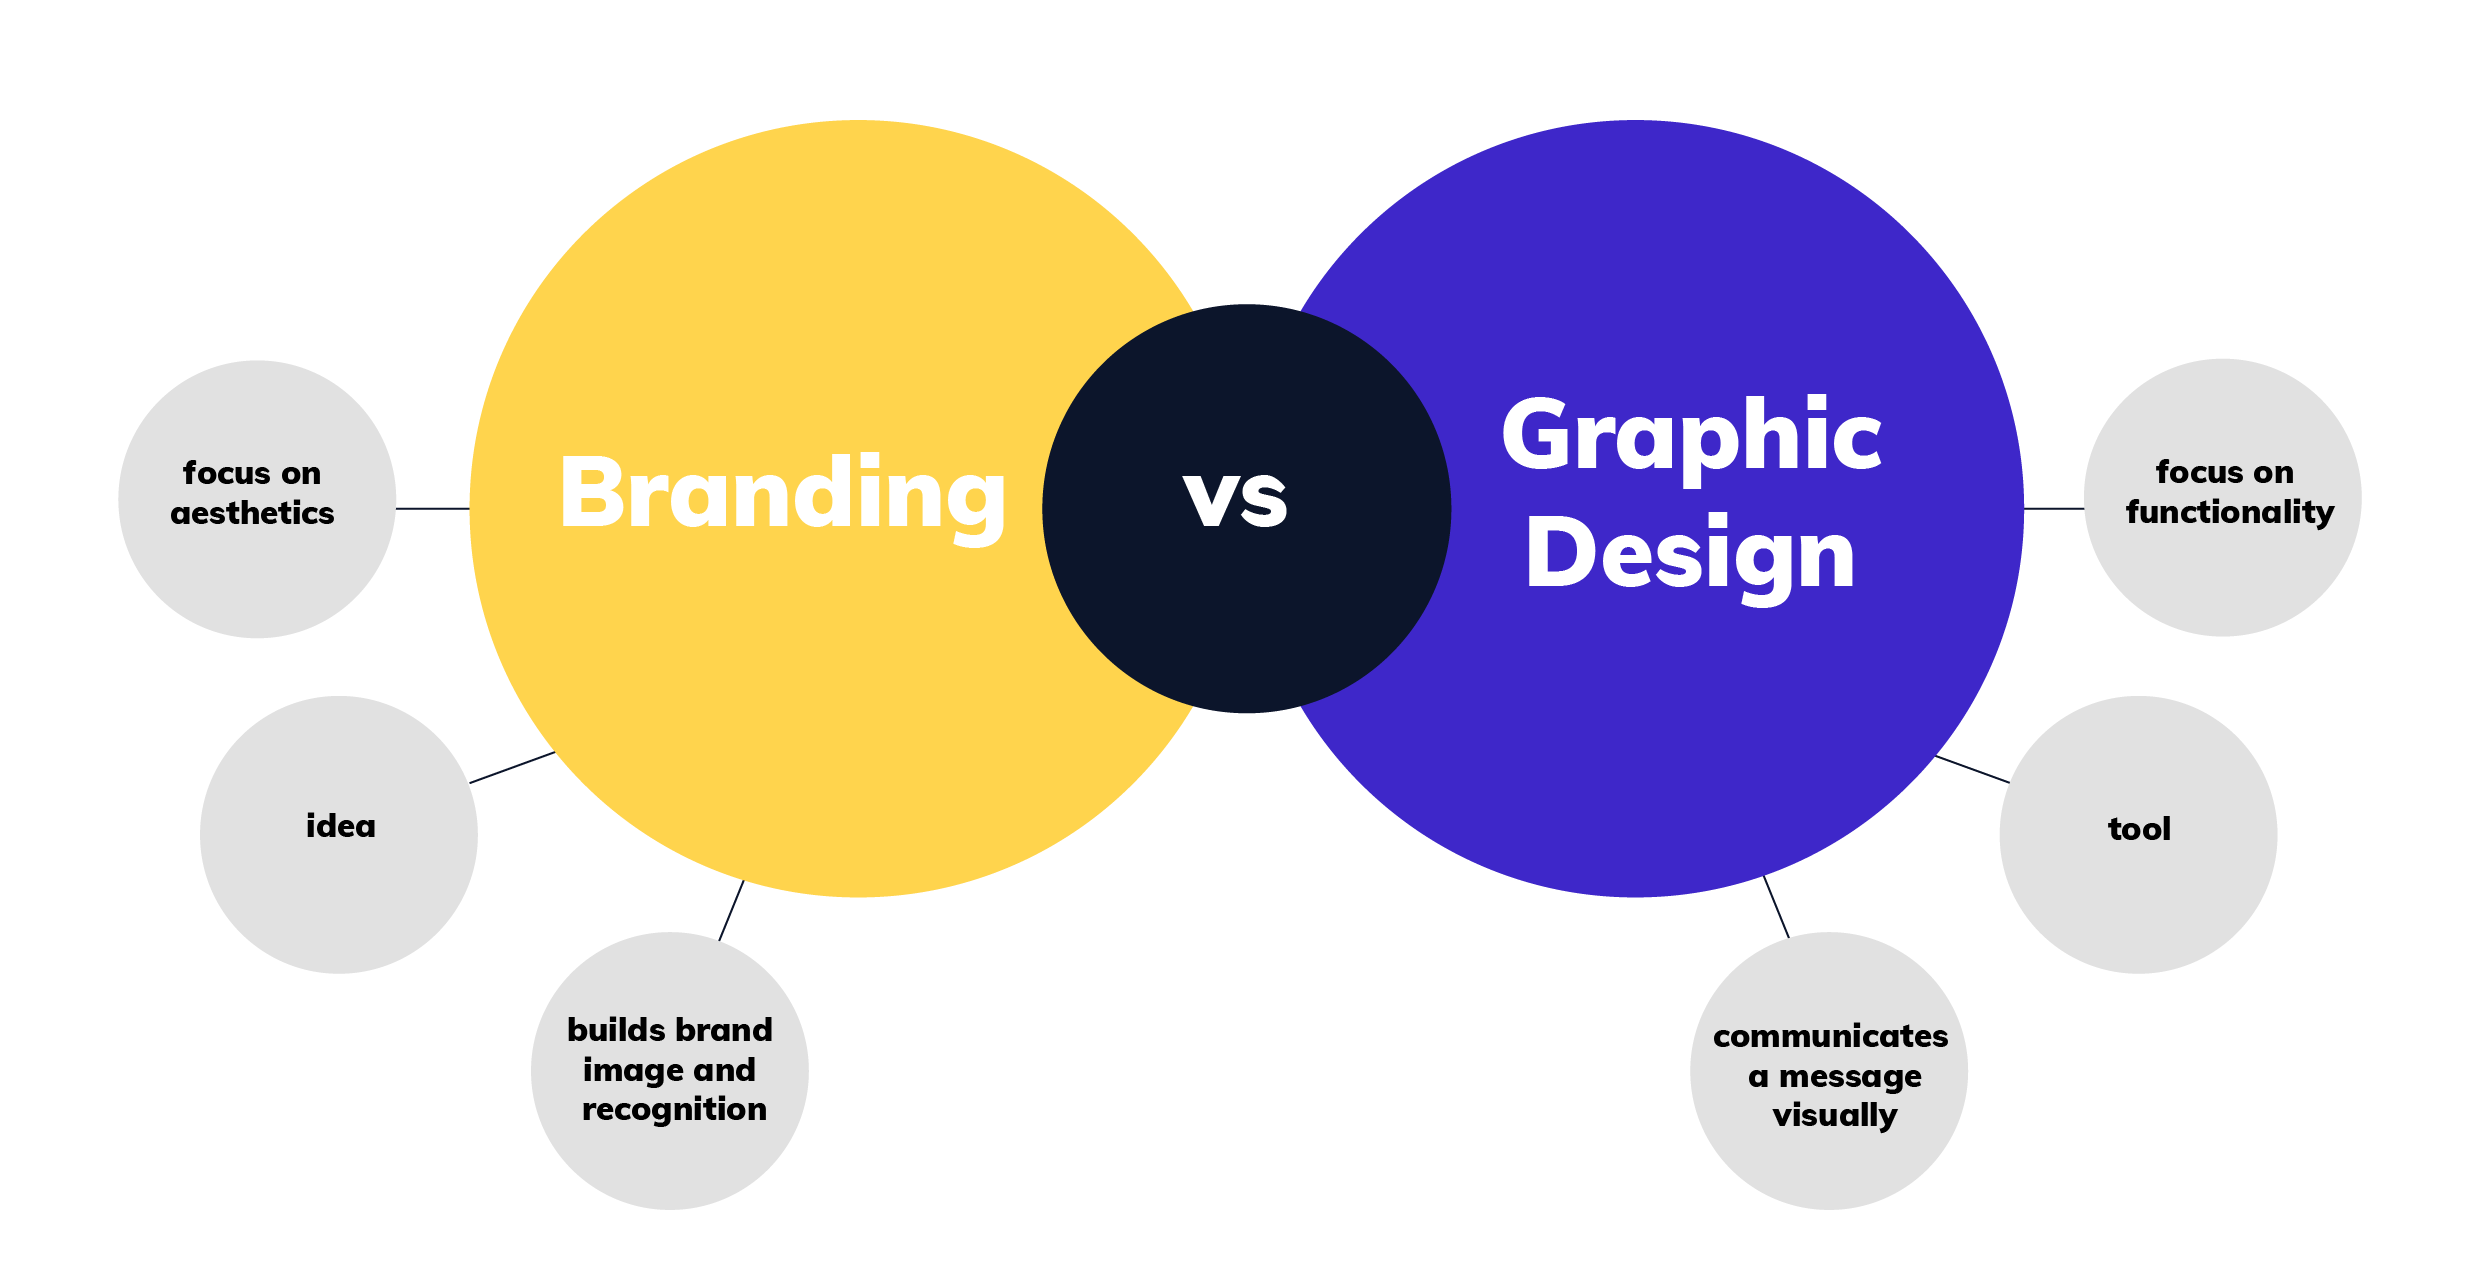 Branding
vs
Graphic
Design
focus on
aesthetics
idea
builds brand
image and
recognition
focus on
functionality
tool
communicates
a message
visually